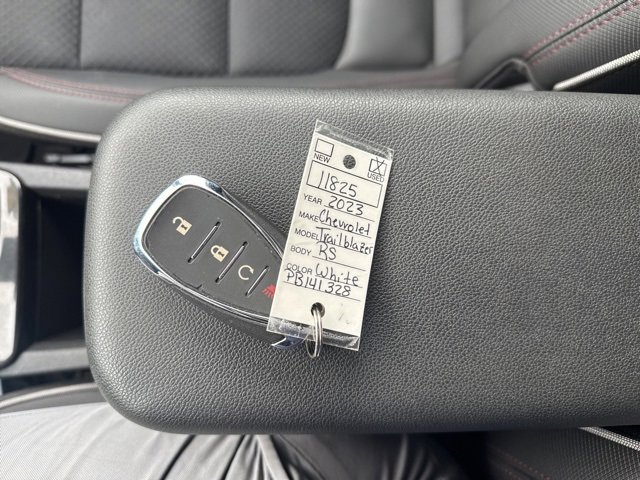 NEW USED
11825
YEAR 2023
MAKE Chevrolet
MODEL Trailblazer
BODY RS
COLOR White
PB141328